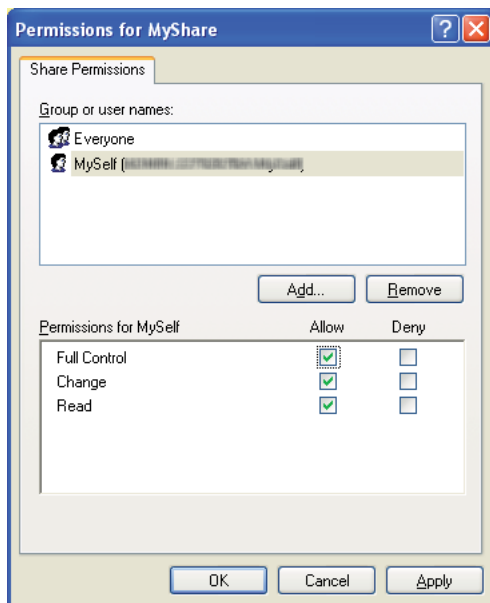 Permissions for MyShare
Share Permissions
Group or user names:
Everyone
MySelf (
Add... Remove
Permissions for MySelf Allow Deny
Full Control
Change
Read
OK Cancel Apply